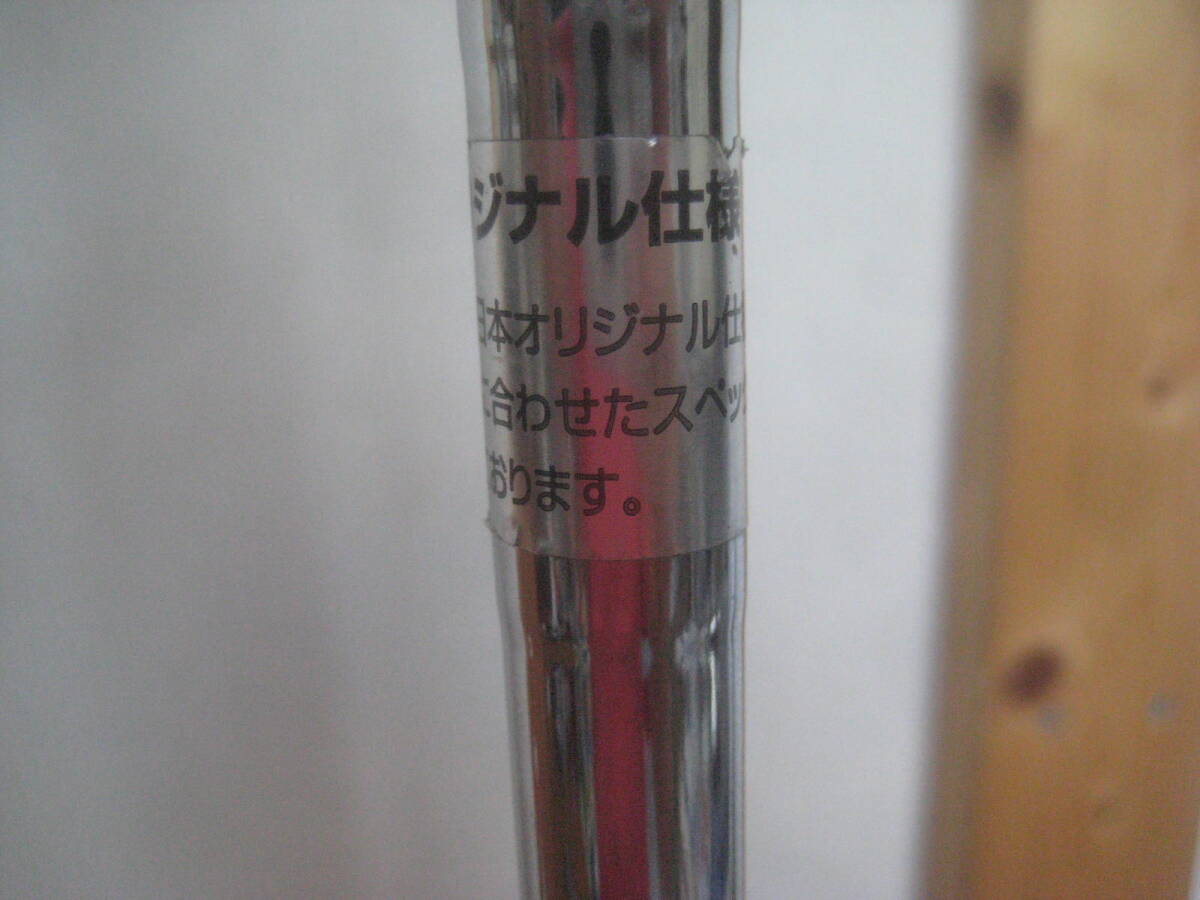 ジナル仕様
日本オリジナル仕
に合わせたスペッ
おります。